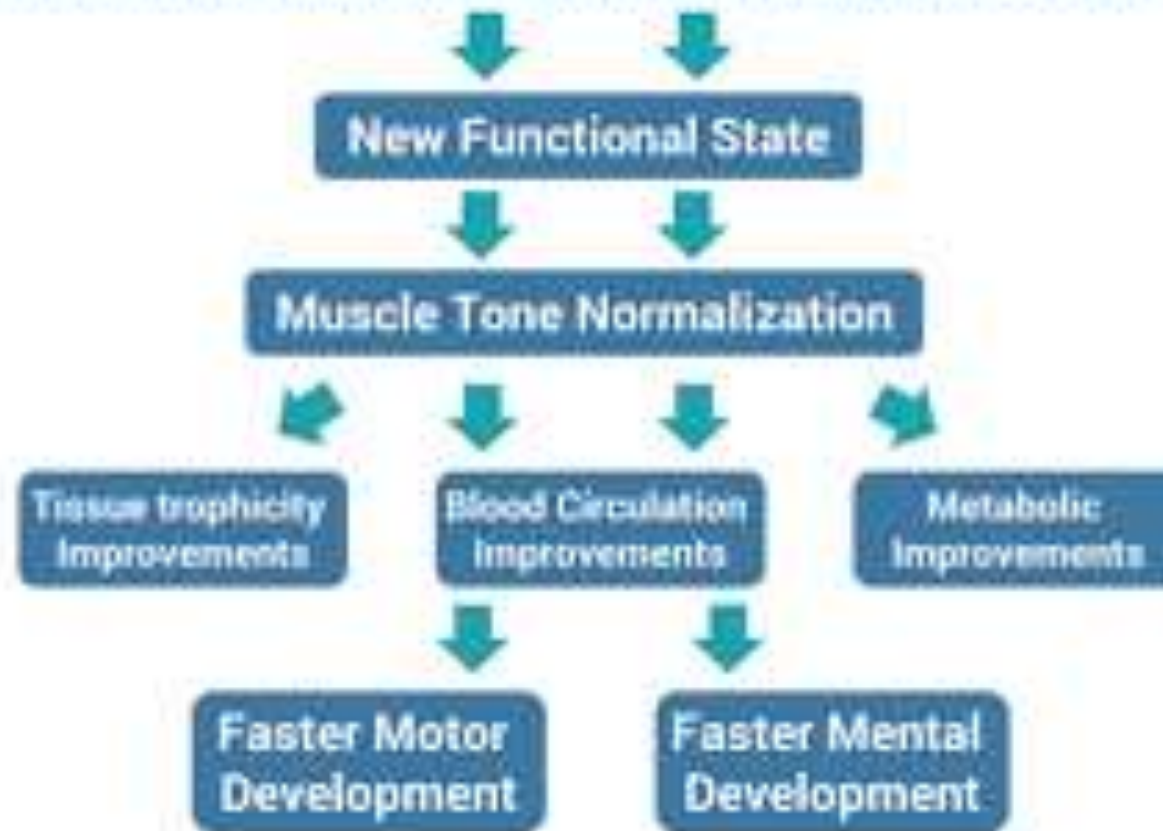 New Functional State
Muscle Tone Normalization
Tissue trophicity
Improvements
Blood Circulation
Improvements
Metabolic
Improvements
Faster Motor
Development
Faster Mental
Development